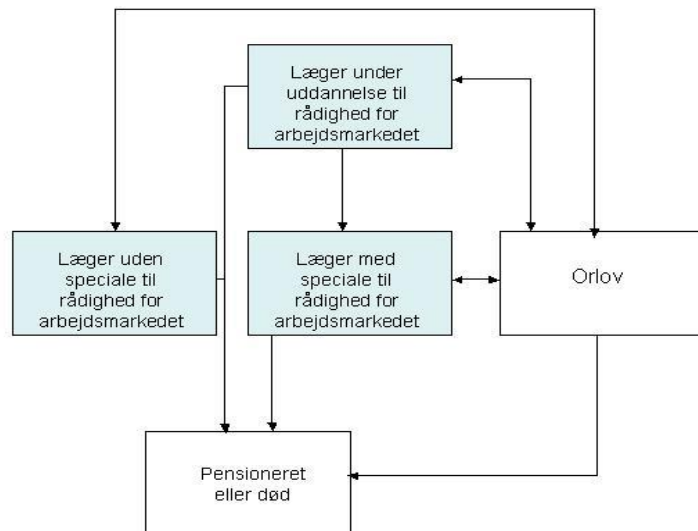 Læger under
uddannelse til
rådighed for
arbejdsmarkedet
Læger uden
speciale til
rådighed for
arbejdsmarkedet
Læger med
speciale til
rådighed for
arbejdsmarkedet
Orlov
Pensioneret
eller død